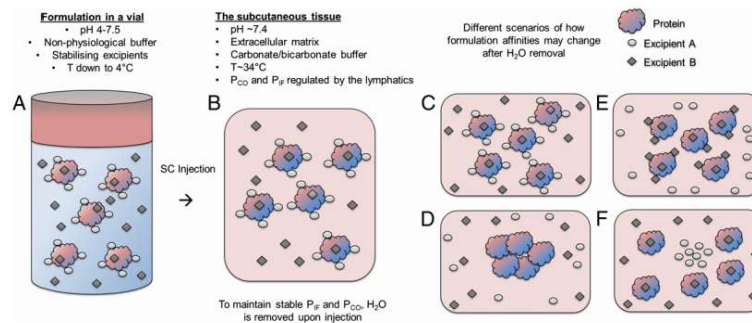 Formulation in a vial
• pH 4-7.5
• Non-physiological buffer
• Stabilising excipients
• T down to 4°C
The subcutaneous tissue
• pH ~7.4
• Extracellular matrix
• Carbonate/bicarbonate buffer
• T~34°C
• PCO and PIF regulated by the lymphatics
Different scenarios of how
formulation affinities may change
after H2O removal
Protein
Excipient A
Excipient B
A
SC Injection
→
B
To maintain stable PIF and PCO, H2O
is removed upon injection
C
E
D
F